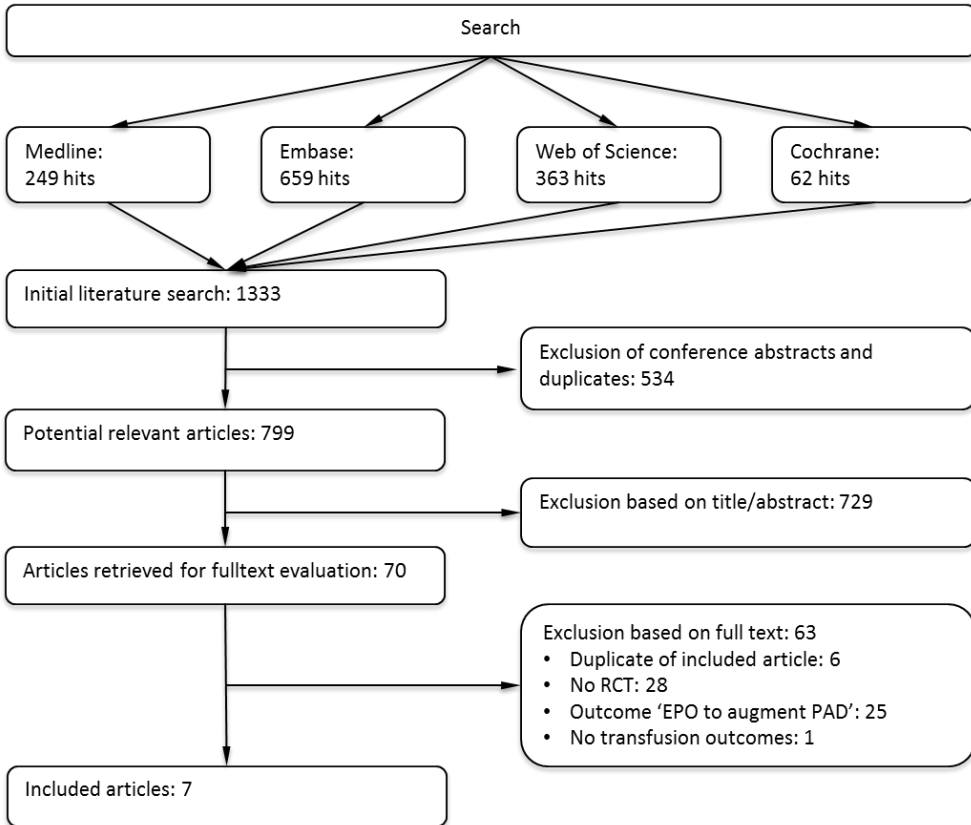 Search
Medline:
249 hits
Embase:
659 hits
Web of Science:
363 hits
Cochrane:
62 hits
Initial literature search: 1333
Exclusion of conference abstracts and
duplicates: 534
Potential relevant articles: 799
Exclusion based on title/abstract: 729
Articles retrieved for fulltext evaluation: 70
Exclusion based on full text: 63
• Duplicate of included article: 6
• No RCT: 28
• Outcome ‘EPO to augment PAD’: 25
• No transfusion outcomes: 1
Included articles: 7